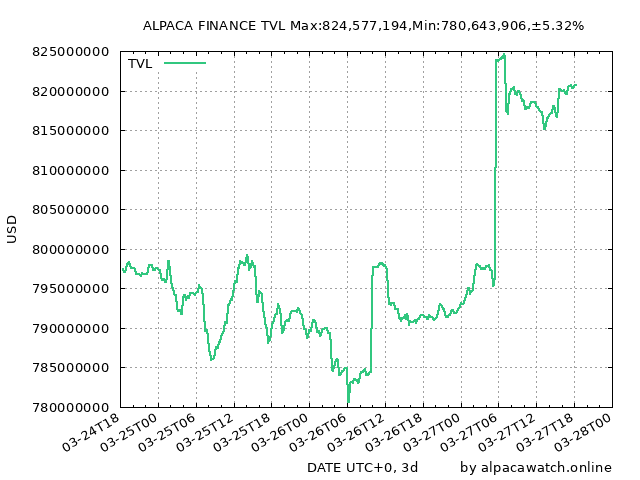 ALPACA FINANCE TVL Max:824,577,194,Min:780,643,906,±5.32%
TVL
825000000
820000000
815000000
810000000
805000000
800000000
795000000
790000000
785000000
780000000
USD
03-24T18
03-25T00
03-25T06
03-25T12
03-25T18
03-26T00
03-26T06
03-26T12
03-26T18
03-27T00
03-27T06
03-27T12
03-27T18
03-28T00
DATE UTC+0, 3d
by alpacawatch.online